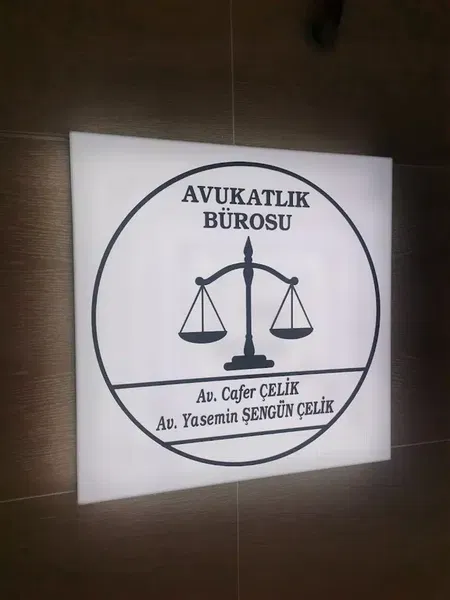 AVUKATLIK
BÜROSU
Av. Cafer ÇELİK
Av. Yasemin ŞENGÜN ÇELİK